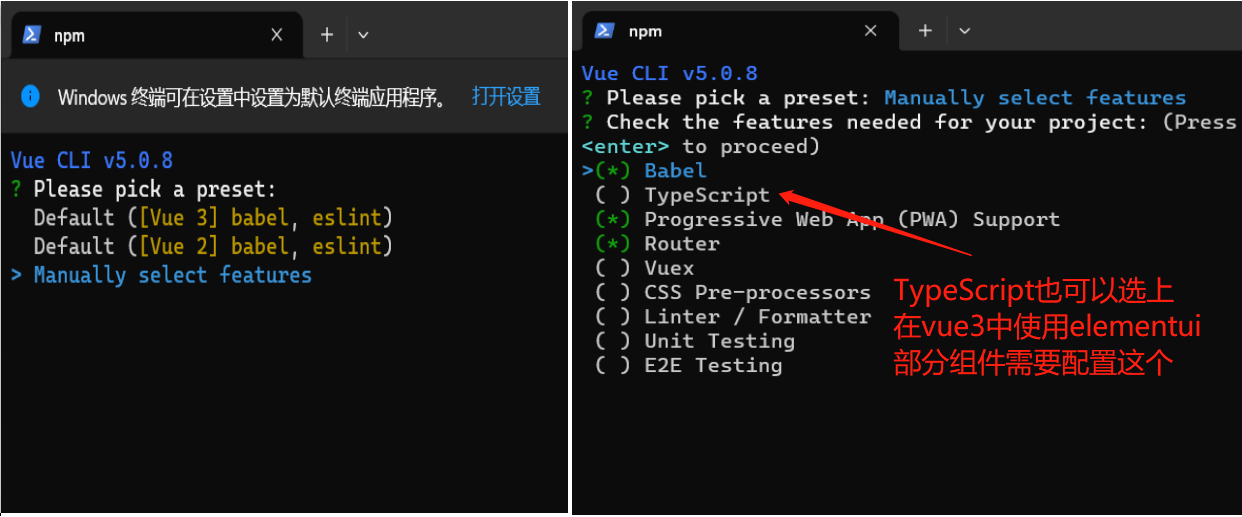 npm
Windows 终端可在设置中设置为默认终端应用程序。 打开设置
Vue CLI v5.0.8
? Please pick a preset:
Default ([Vue 3] babel, eslint)
Default ([Vue 2] babel, eslint)
> Manually select features
npm
Vue CLI v5.0.8
? Please pick a preset: Manually select features
? Check the features needed for your project: (Press
<enter> to proceed)
>(*) Babel
( ) TypeScript
(*) Progressive Web App (PWA) Support
(*) Router
( ) Vuex
( ) CSS Pre-processors
( ) Linter / Formatter
( ) Unit Testing
( ) E2E Testing
TypeScript也可以选上
在vue3中使用elementui
部分组件需要配置这个